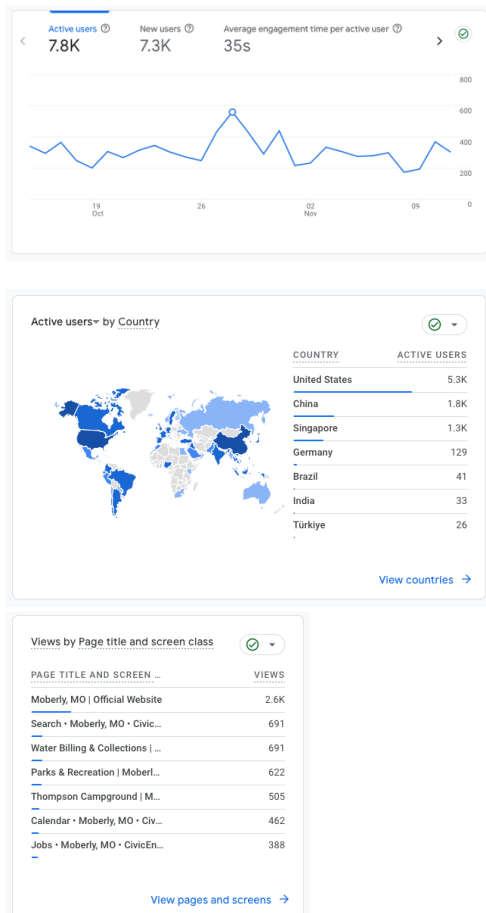 Active users New users Average engagement time per active user
7.8K 7.3K 35s
800
600
400
200
0
19 26 02 09
Oct Nov
Active users by Country
COUNTRY ACTIVE USERS
United States 5.3K
China 1.8K
Singapore 1.3K
Germany 129
Brazil 41
India 33
Türkiye 26
View countries
Views by Page title and screen class
PAGE TITLE AND SCREEN ... VIEWS
Moberly, MO | Official Website 2.6K
Search • Moberly, MO • Civic... 691
Water Billing & Collections | ... 691
Parks & Recreation | Moberl... 622
Thompson Campground | M... 505
Calendar • Moberly, MO • Civ... 462
Jobs • Moberly, MO • CivicEn... 388
View pages and screens